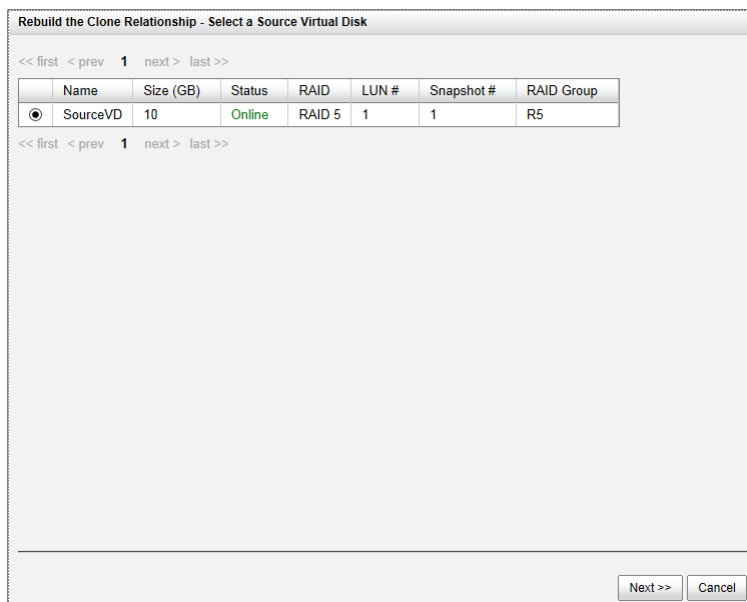 Rebuild the Clone Relationship - Select a Source Virtual Disk
<< first < prev 1 next > last >>
Name Size (GB) Status RAID LUN # Snapshot # RAID Group
SourceVD 10 Online RAID 5 1 1 R5
<< first < prev 1 next > last >>
Next >> Cancel